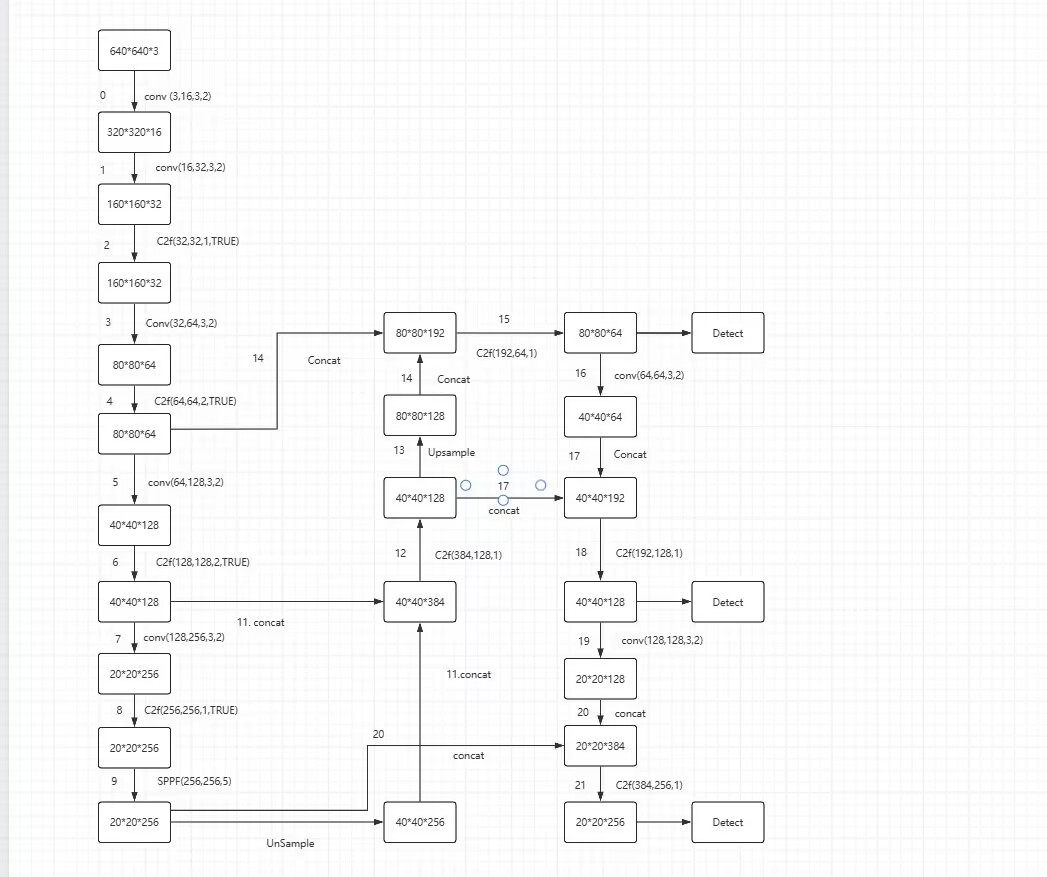 640*640*3
0
conv (3,16,3,2)
320*320*16
1
conv(16,32,3,2)
160*160*32
2
C2f(32,32,1,TRUE)
160*160*32
3
Conv(32,64,3,2)
80*80*64
4
C2f(64,64,2,TRUE)
80*80*64
5
conv(64,128,3,2)
40*40*128
6
C2f(128,128,2,TRUE)
40*40*128
7
conv(128,256,3,2)
20*20*256
8
C2f(256,256,1,TRUE)
20*20*256
9
SPPF(256,256,5)
20*20*256
UnSample
40*40*256
11.concat
11. concat
40*40*384
12
C2f(384,128,1)
40*40*128
13
Upsample
80*80*128
14
Concat
14
Concat
80*80*192
15
C2f(192,64,1)
80*80*64
Detect
16
conv(64,64,3,2)
40*40*64
17
Concat
17
concat
40*40*192
18
C2f(192,128,1)
40*40*128
Detect
19
conv(128,128,3,2)
20*20*128
20
concat
20
concat
20*20*384
21
C2f(384,256,1)
20*20*256
Detect